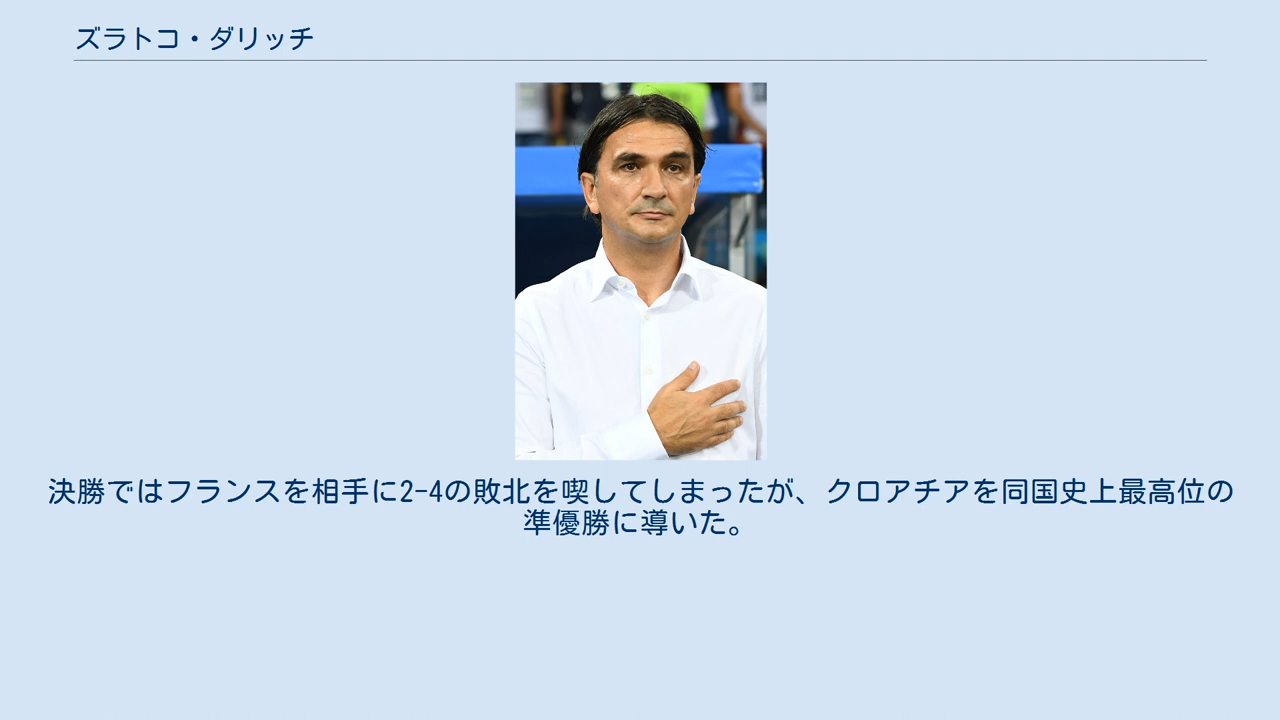 ズラトコ・ダリッチ
決勝ではフランスを相手に2-4の敗北を喫してしまったが、クロアチアを同国史上最高位の
準優勝に導いた。